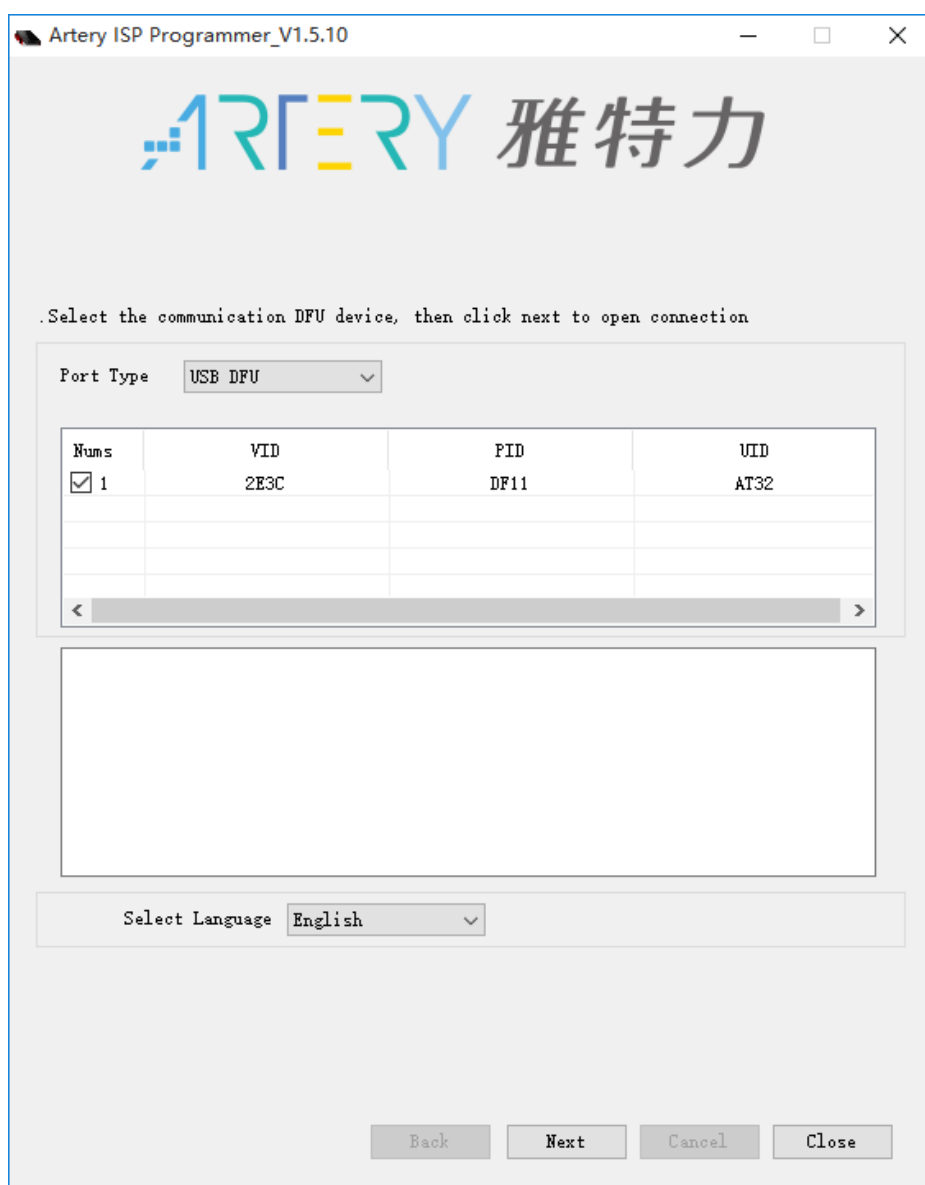 Artery ISP Programmer_V1.5.10
ARTERY 雅特力
.Select the communication DFU device, then click next to open connection
Port Type USB DFU
Nums VID PID UID
1 2E3C DF11 AT32
Select Language English
Back Next Cancel Close